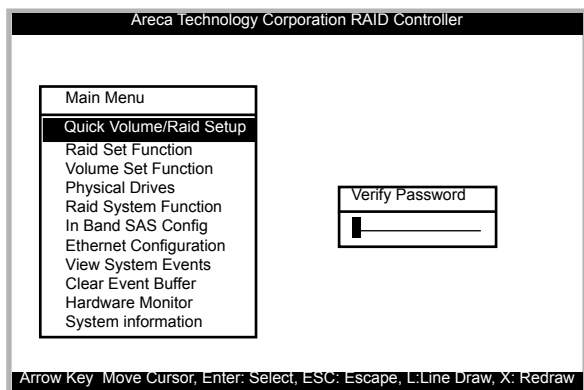 Areca Technology Corporation RAID Controller
Main Menu
Quick Volume/Raid Setup
Raid Set Function
Volume Set Function
Physical Drives
Raid System Function
In Band SAS Config
Ethernet Configuration
View System Events
Clear Event Buffer
Hardware Monitor
System information
Verify Password
Arrow Key Move Cursor, Enter: Select, ESC: Escape, L:Line Draw, X: Redraw